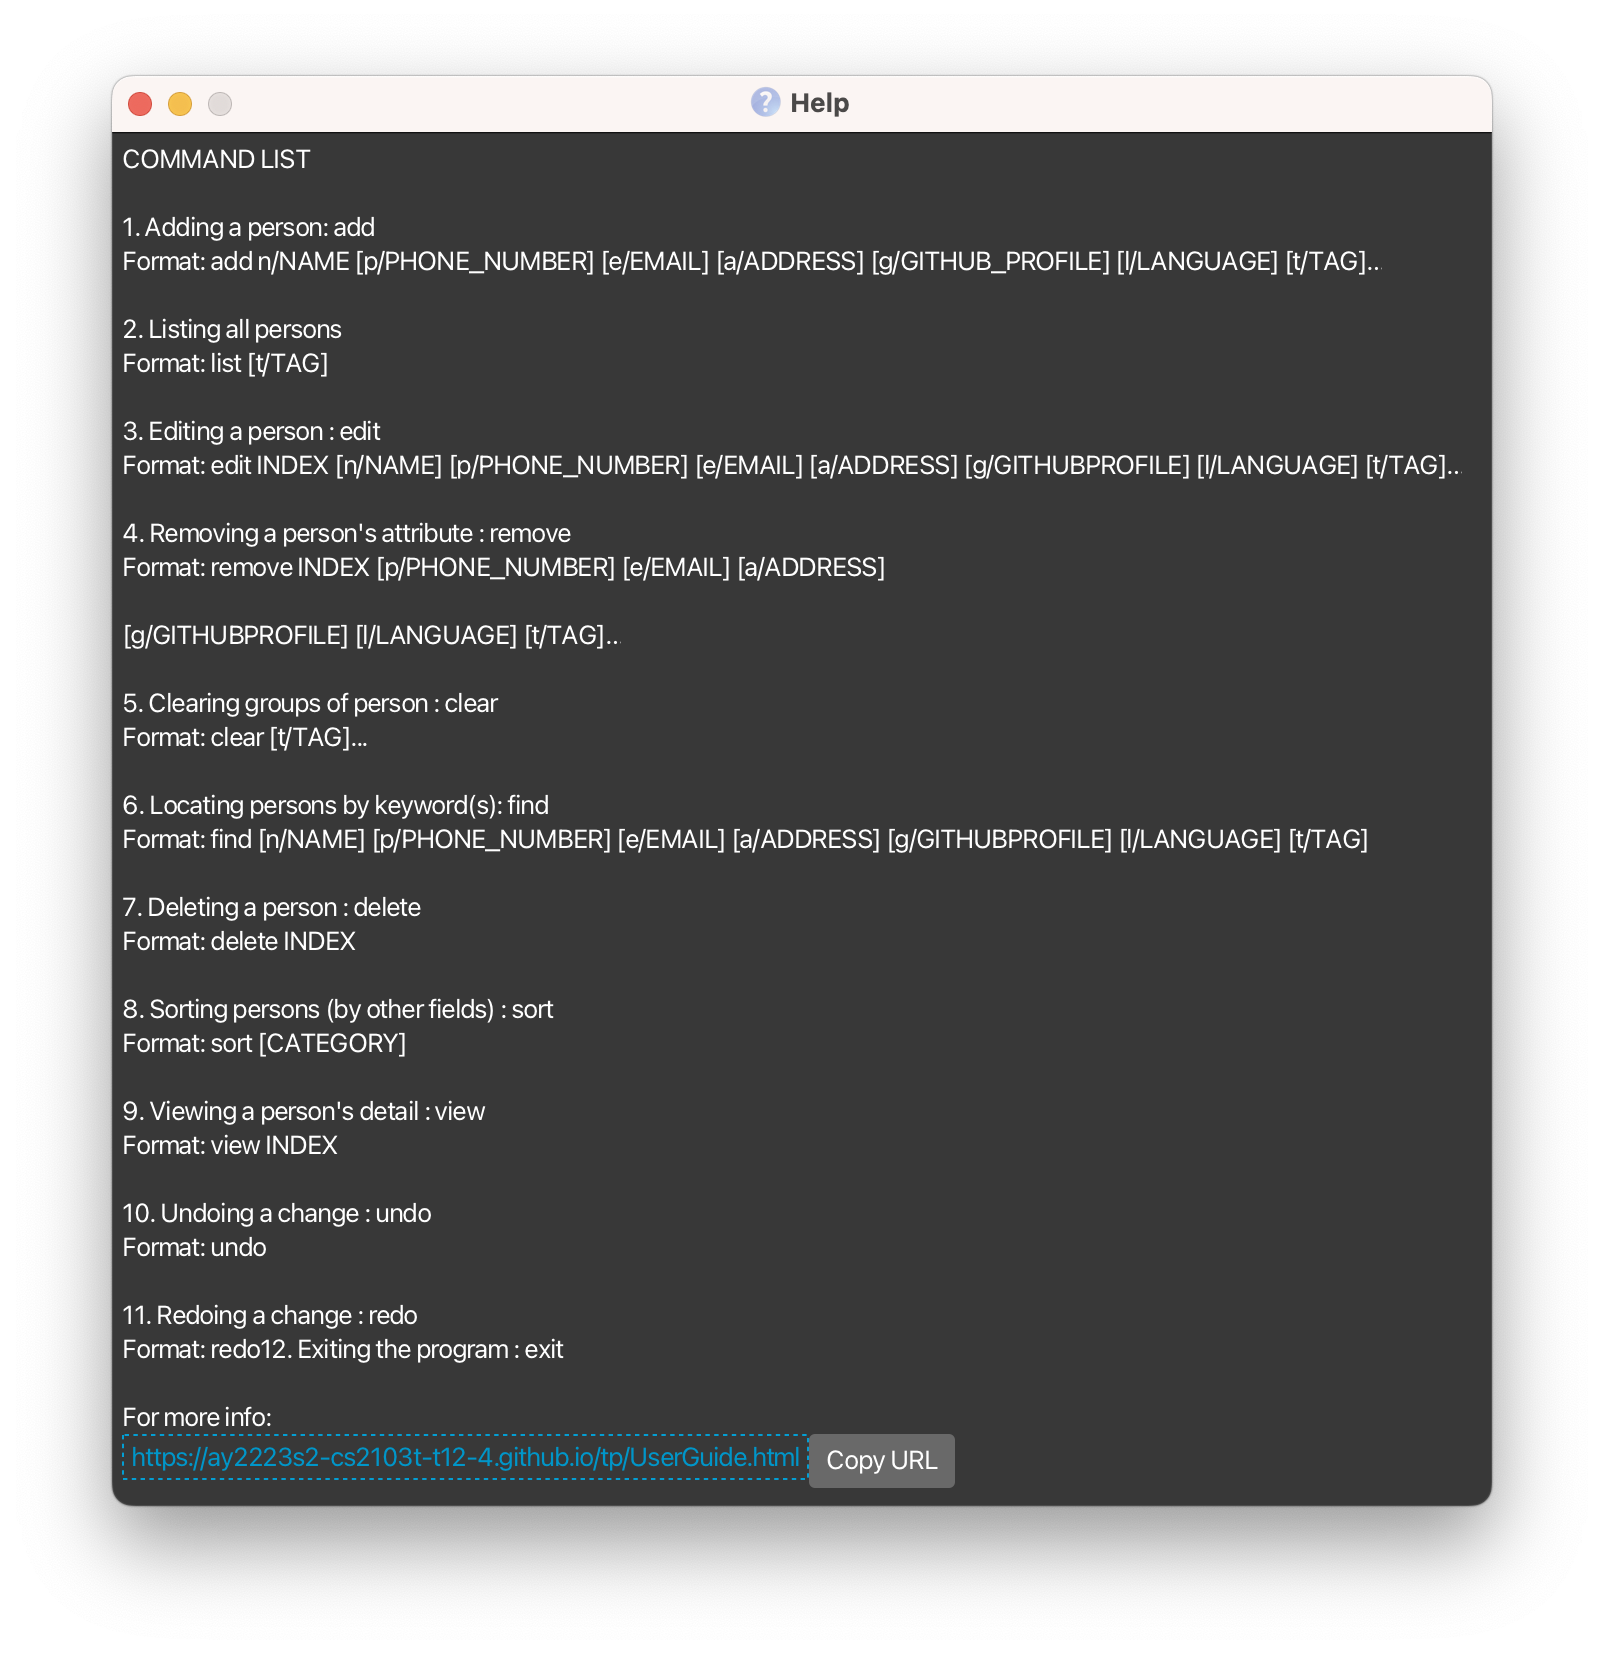 Help
COMMAND LIST
1. Adding a person: add
Format: add n/NAME [p/PHONE_NUMBER] [e/EMAIL] [a/ADDRESS] [g/GITHUB_PROFILE] [l/LANGUAGE] [t/TAG]...
2. Listing all persons
Format: list [t/TAG]
3. Editing a person : edit
Format: edit INDEX [n/NAME] [p/PHONE_NUMBER] [e/EMAIL] [a/ADDRESS] [g/GITHUBPROFILE] [l/LANGUAGE] [t/TAG]...
4. Removing a person's attribute : remove
Format: remove INDEX [p/PHONE_NUMBER] [e/EMAIL] [a/ADDRESS]
[g/GITHUBPROFILE] [l/LANGUAGE] [t/TAG]...
5. Clearing groups of person : clear
Format: clear [t/TAG]...
6. Locating persons by keyword(s): find
Format: find [n/NAME] [p/PHONE_NUMBER] [e/EMAIL] [a/ADDRESS] [g/GITHUBPROFILE] [l/LANGUAGE] [t/TAG]
7. Deleting a person : delete
Format: delete INDEX
8. Sorting persons (by other fields) : sort
Format: sort [CATEGORY]
9. Viewing a person's detail : view
Format: view INDEX
10. Undoing a change : undo
Format: undo
11. Redoing a change : redo
Format: redo12. Exiting the program : exit
For more info:
https://ay2223s2-cs2103t-t12-4.github.io/tp/UserGuide.html Copy URL